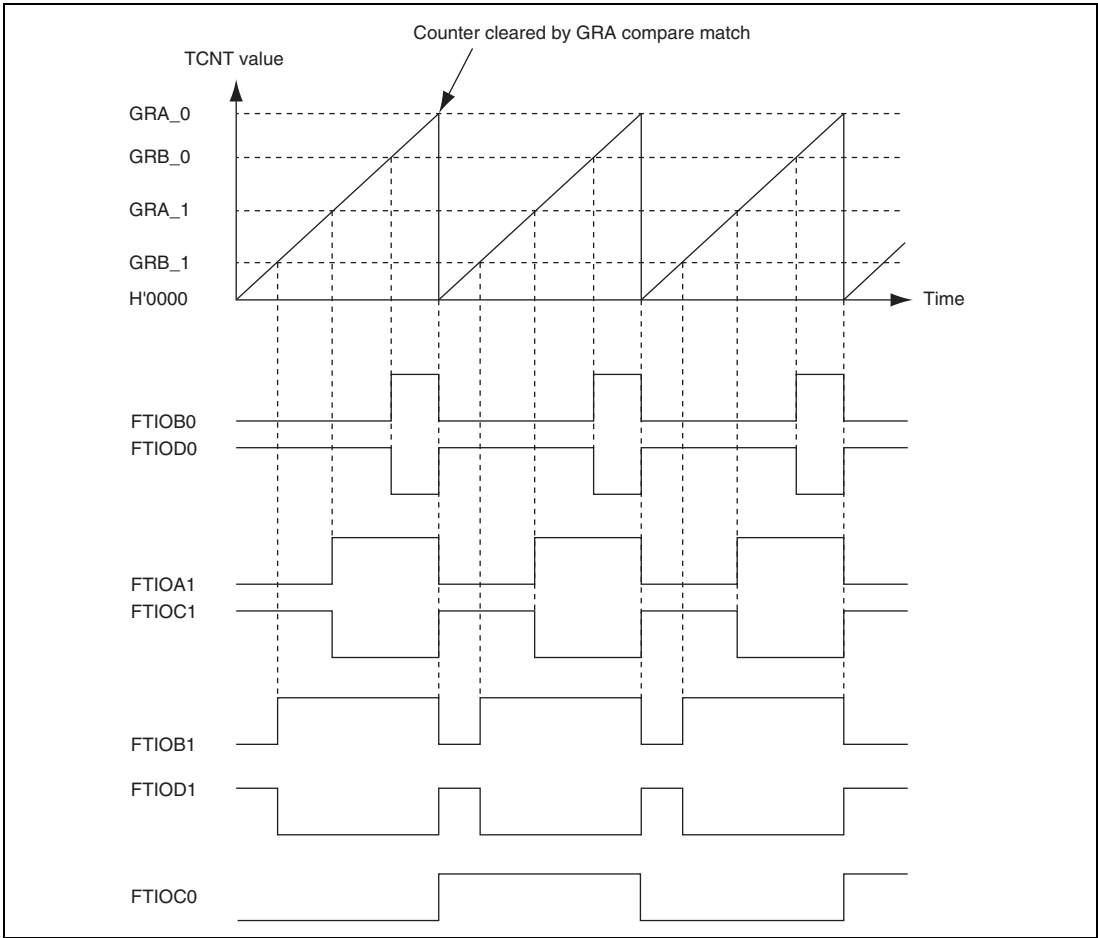 Counter cleared by GRA compare match
TCNT value
GRA_0
GRB_0
GRA_1
GRB_1
H'0000
Time
FTIOB0
FTIOD0
FTIOA1
FTIOC1
FTIOB1
FTIOD1
FTIOC0